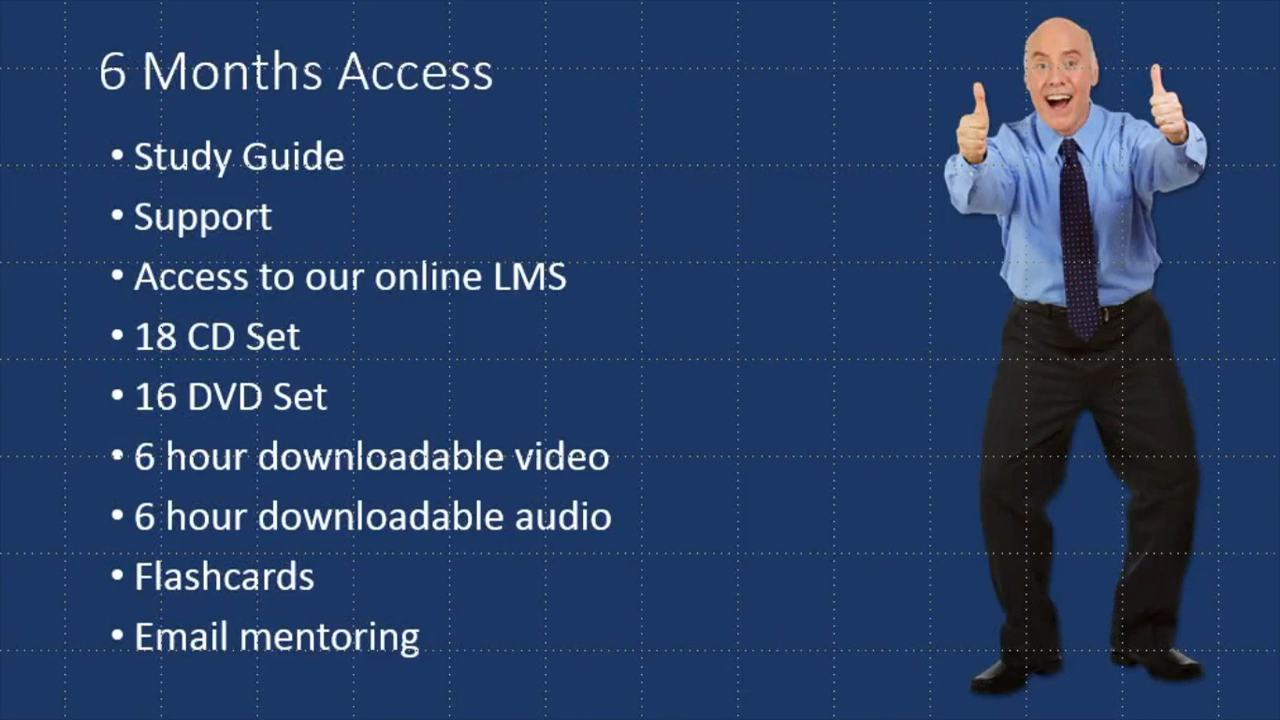 6 Months Access
• Study Guide
• Support
• Access to our online LMS
• 18 CD Set
• 16 DVD Set
• 6 hour downloadable video
• 6 hour downloadable audio
• Flashcards
• Email mentoring